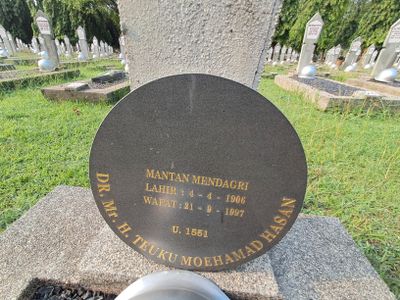 MANTAN MENDAGRI
LAHIR : 4 - 4 - 1906
WAFAT : 21 - 9 - 1997
U. 1551
DR. Mr. H. TEUKU MOEHAMAD HASAN